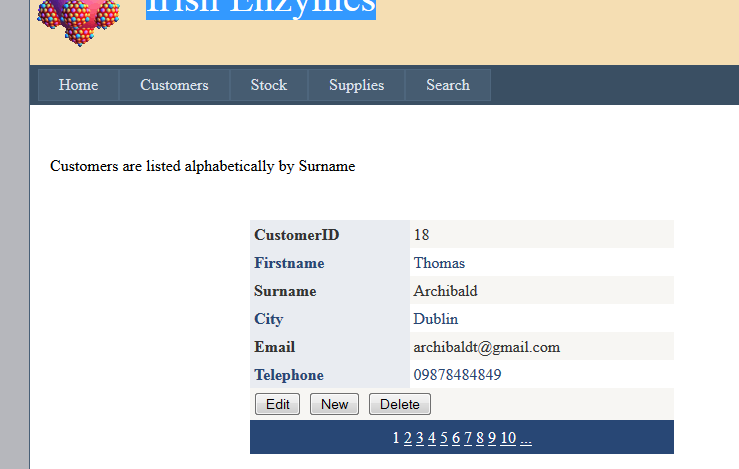 Irish Enzymes
Home Customers Stock Supplies Search
Customers are listed alphabetically by Surname
CustomerID 18
Firstname Thomas
Surname Archibald
City Dublin
Email archibaldt@gmail.com
Telephone 09878484849
Edit New Delete
1 2 3 4 5 6 7 8 9 10 ...